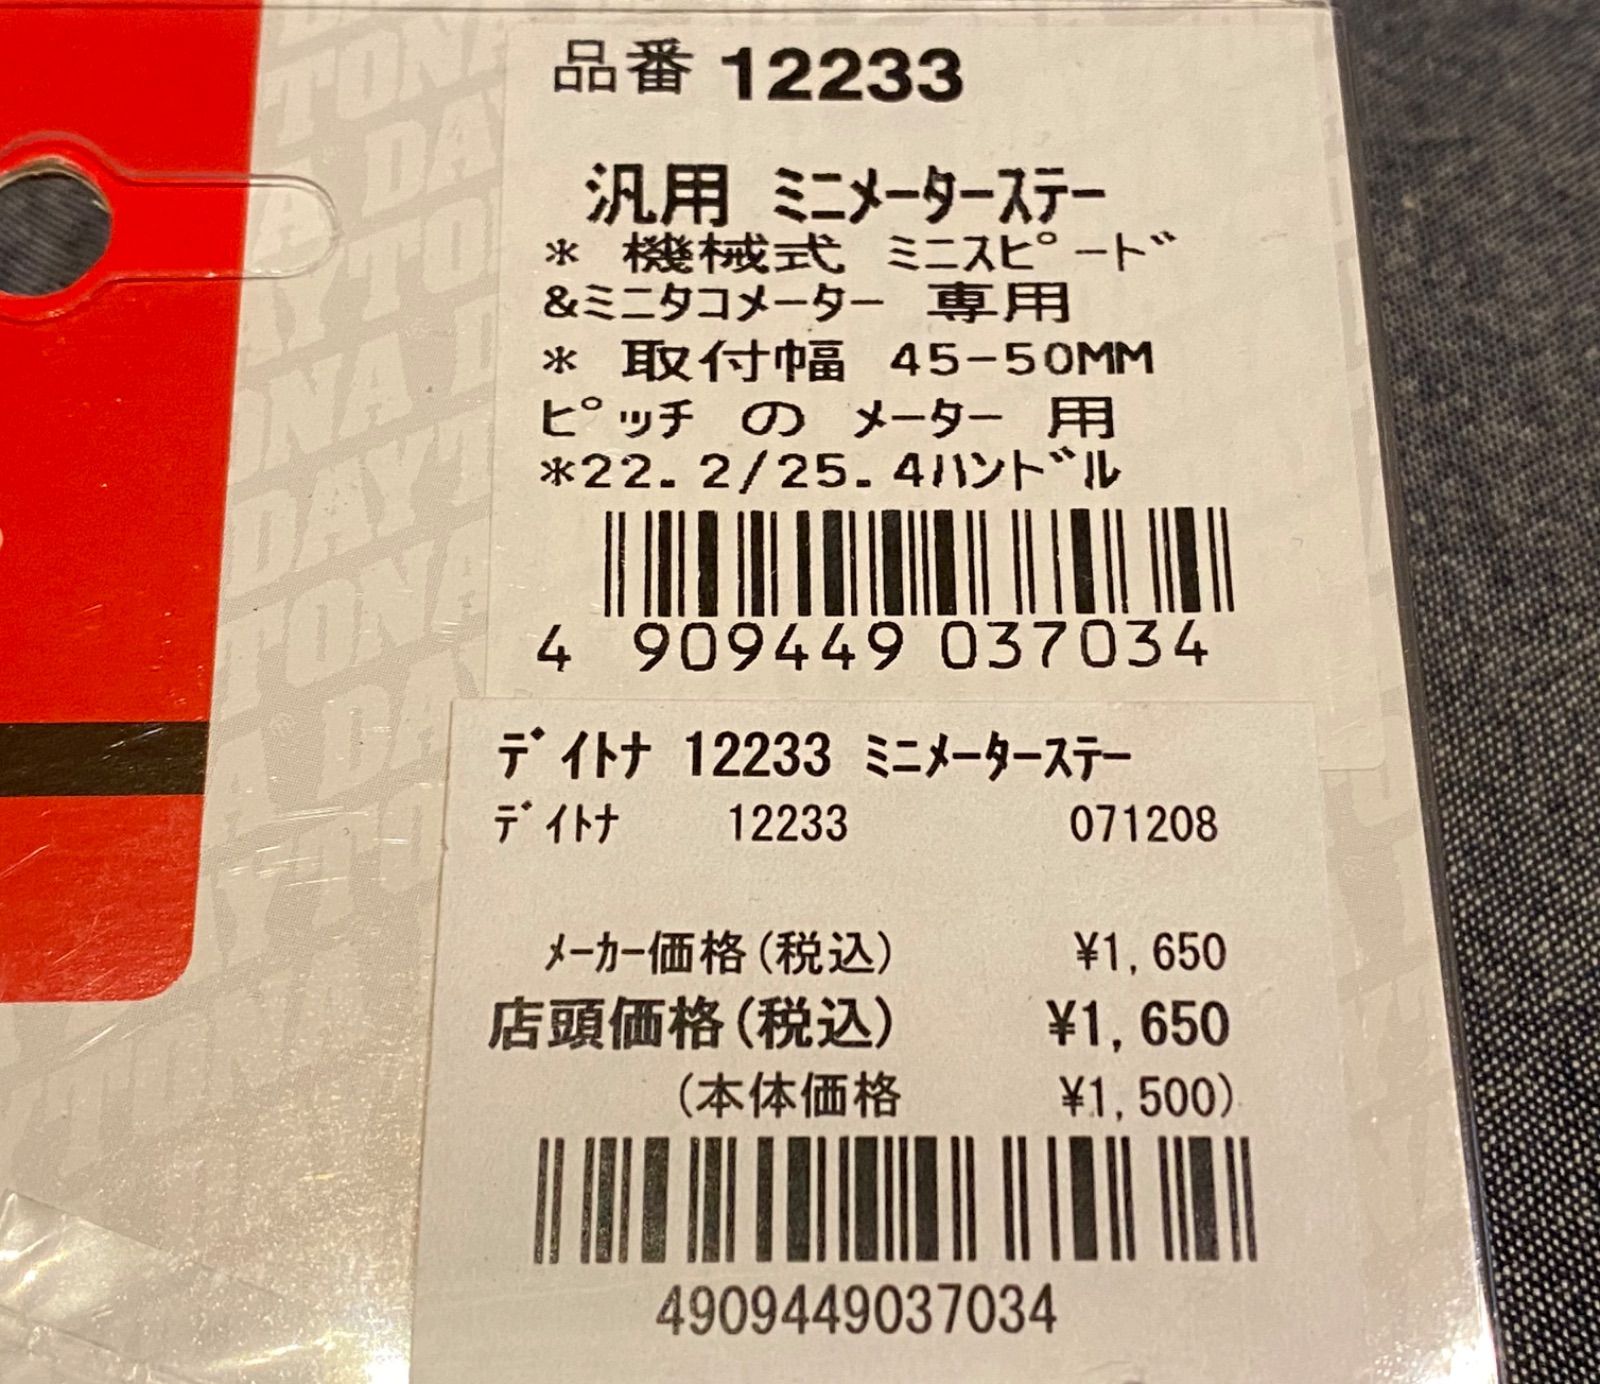 品番 12233
汎用 ミニメーターステー
* 機械式 ミニスピード
&ミニタコメーター 専用
* 取付幅 45-50MM
ピッチ の メーター 用
*22.2/25.4ハンドル
4 909449 037034
デイトナ 12233 ミニメーターステー
デイトナ 12233 071208
メーカー価格(税込) ¥1,650
店頭価格(税込) ¥1,650
(本体価格 ¥1,500)
4909449037034